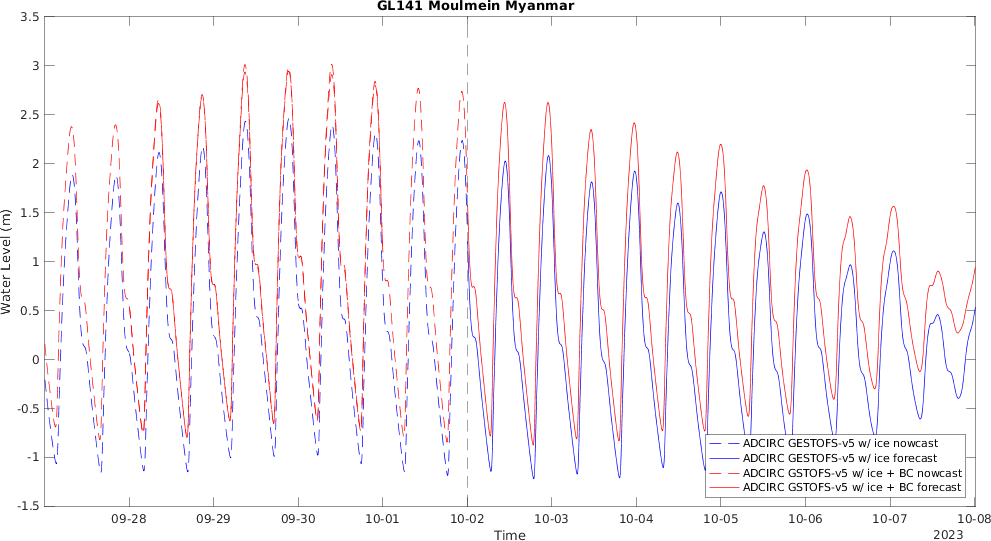 GL141 Moulmein Myanmar
3.5
3
2.5
2
1.5
1
0.5
0
-0.5
-1
-1.5
Water Level (m)
ADCIRC GESTOFS-v5 w/ ice nowcast
ADCIRC GESTOFS-v5 w/ ice forecast
ADCIRC GSTOFS-v5 w/ ice + BC nowcast
ADCIRC GSTOFS-v5 w/ ice + BC forecast
09-28 09-29 09-30 10-01 10-02 10-03 10-04 10-05 10-06 10-07 10-08
Time
2023